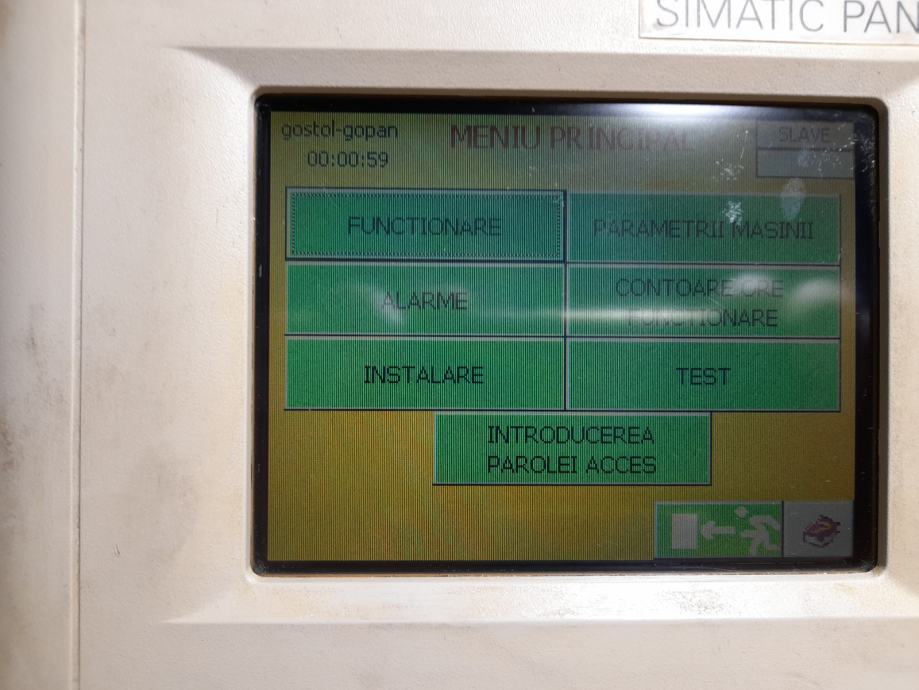 SIMATIC PAN
gostol-gopan
MENIU PRINCIPAL
SLAVE
00:00:59
FUNCTIONARE
PARAMETRII MASINII
ALARME
CONTOARE ORE
FUNCTIONARE
INSTALARE
TEST
INTRODUCEREA
PAROLEI ACCES